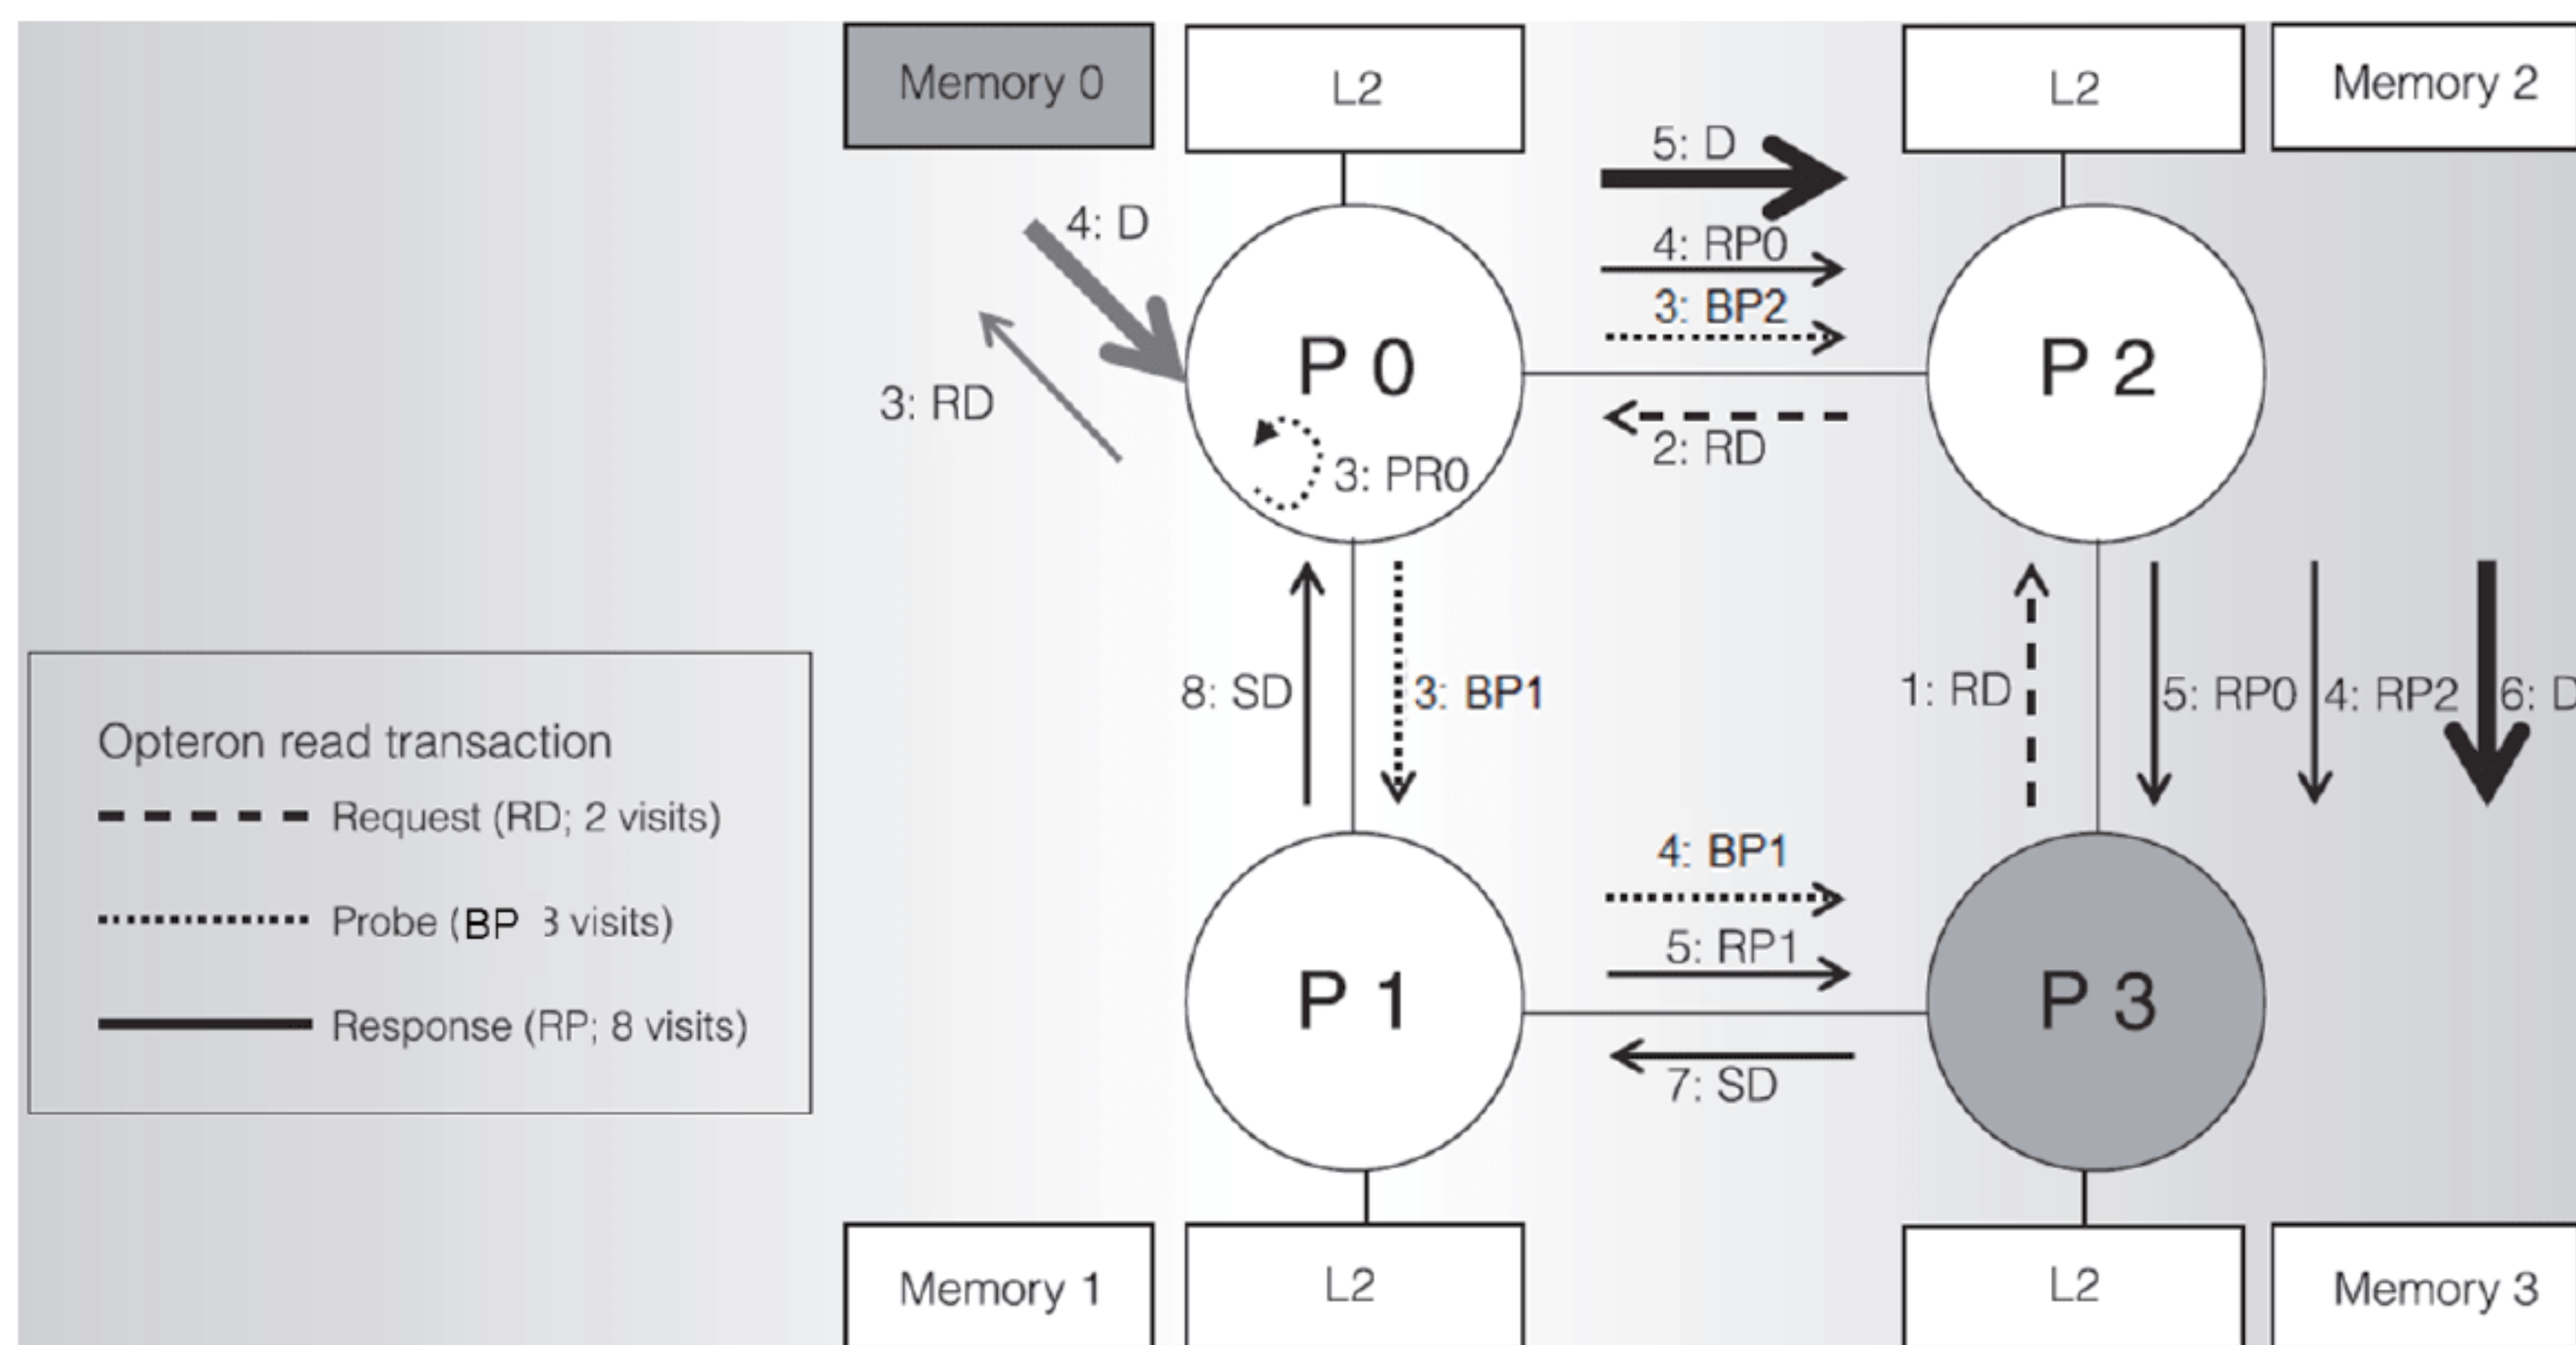 Memory 0
L2
L2
Memory 2
5: D
4: D
4: RP0
3: BP2
P 0
P 2
3: RD
2: RD
3: PR0
8: SD
3: BP1
1: RD
5: RP0
4: RP2
6: D
Opteron read transaction
Request (RD; 2 visits)
Probe (BP 3 visits)
Response (RP; 8 visits)
4: BP1
5: RP1
P 1
P 3
7: SD
Memory 1
L2
L2
Memory 3